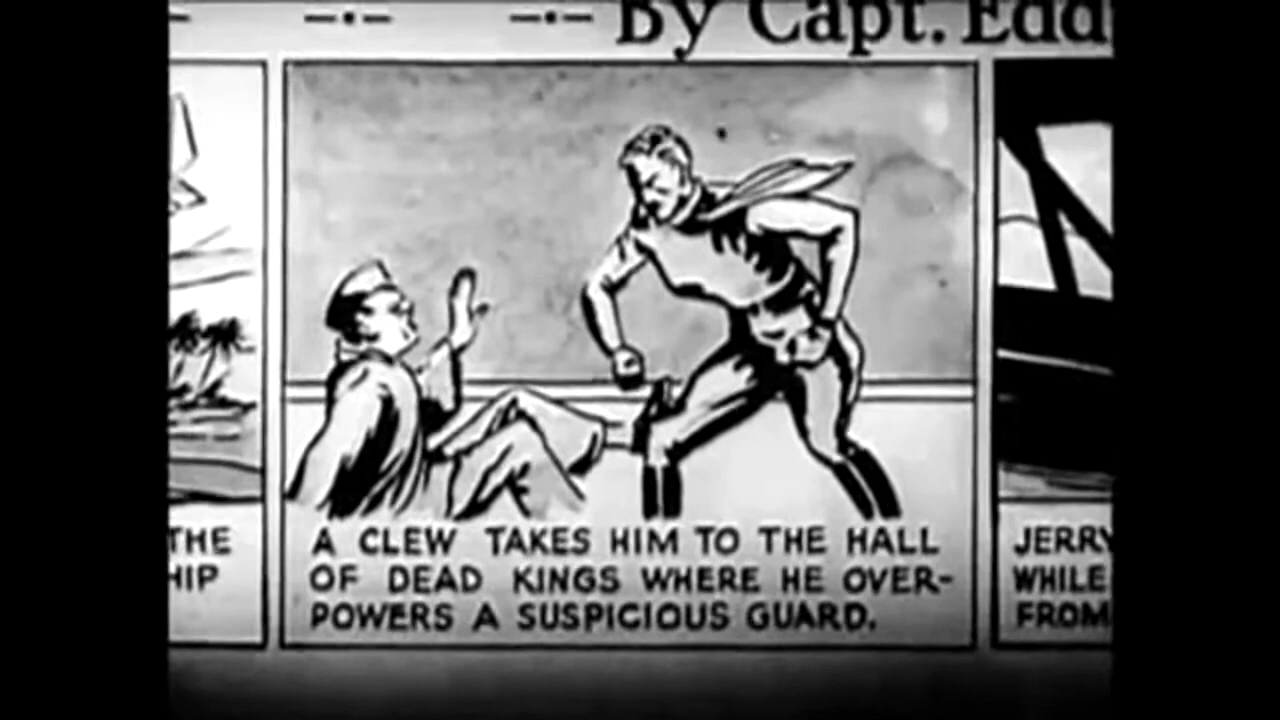 By Capt. Edd
THE
HIP
A CLEW TAKES HIM TO THE HALL
OF DEAD KINGS WHERE HE OVER-
POWERS A SUSPICIOUS GUARD.
JERRY
WHILE
FROM